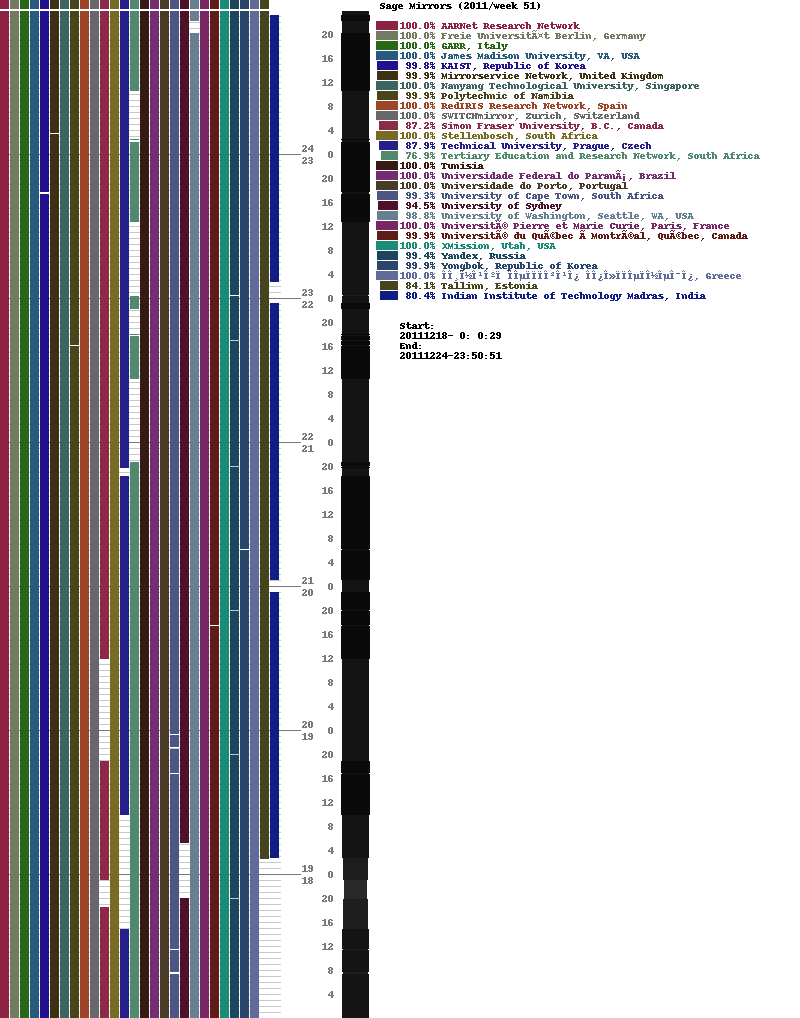 Sage Mirrors (2011/week 51)
100.0% AARNet Research Network
100.0% Freie UniversitÃ¤t Berlin, Germany
100.0% GARR, Italy
100.0% James Madison University, VA, USA
99.8% KAIST, Republic of Korea
99.9% Mirrorservice Network, United Kingdom
100.0% Nanyang Technological University, Singapore
99.9% Polytechnic of Namibia
100.0% RedIRIS Research Network, Spain
100.0% SWITCHmirror, Zurich, Switzerland
87.2% Simon Fraser University, B.C., Canada
100.0% Stellenbosch, South Africa
87.9% Technical University, Prague, Czech
76.9% Tertiary Education and Research Network, South Africa
100.0% Tunisia
100.0% Universidade Federal do ParanÃ¡, Brazil
100.0% Universidade do Porto, Portugal
99.3% University of Cape Town, South Africa
94.5% University of Sydney
98.8% University of Washington, Seattle, WA, USA
100.0% UniversitÃ© Pierre et Marie Curie, Paris, France
99.9% UniversitÃ© du QuÃ©bec Ã MontrÃ©al, QuÃ©bec, Canada
100.0% XMission, Utah, USA
99.4% Yandex, Russia
99.9% Yongbok, Republic of Korea
100.0% Greece
84.1% Tallinn, Estonia
80.4% Indian Institute of Technology Madras, India
Start:
20111218- 0: 0:29
End:
20111224-23:50:51
20
16
12
8
4
24
0
23
20
16
12
8
4
23
0
22
20
16
12
8
4
22
0
21
20
16
12
8
4
21
0
20
20
16
12
8
4
20
0
19
20
16
12
8
4
19
0
18
20
16
12
8
4